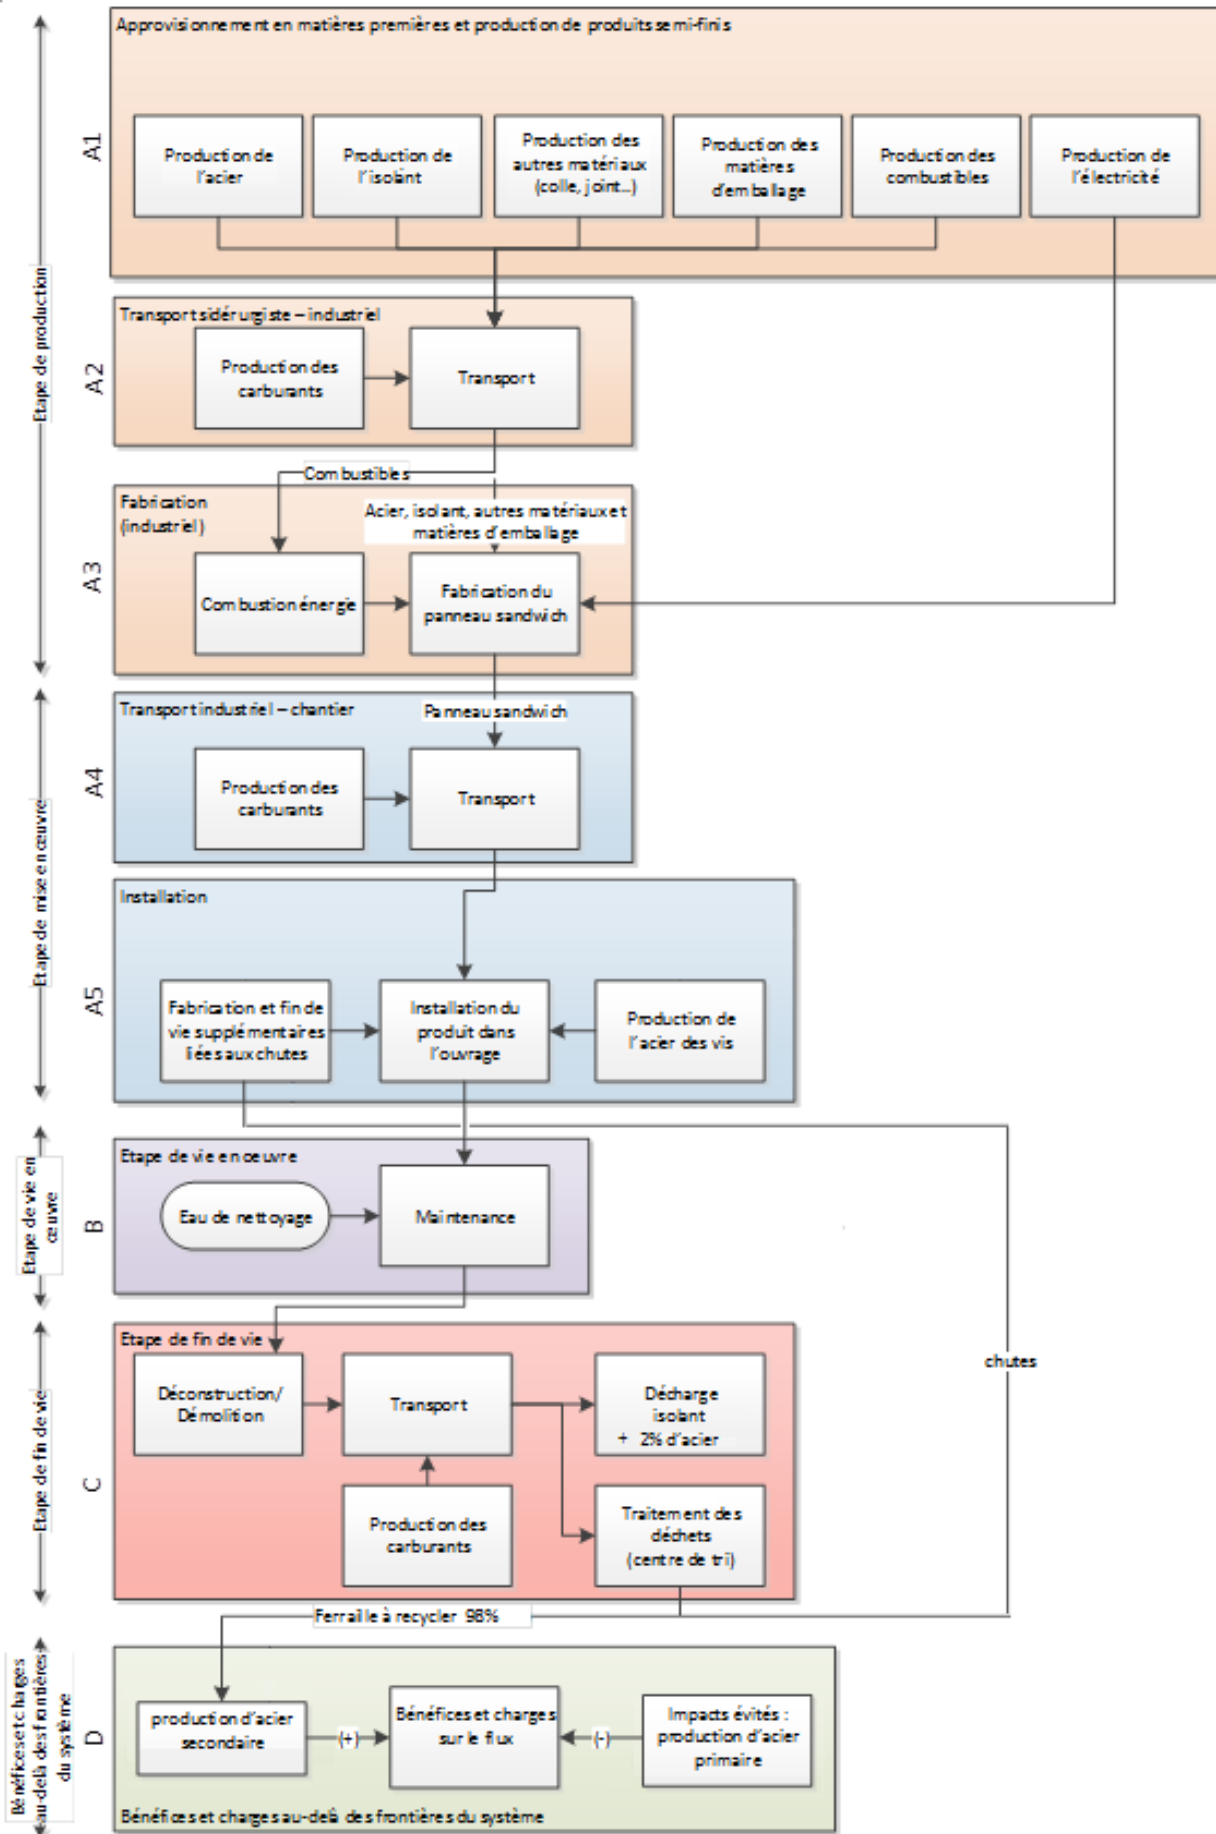 Approvisionnement en matières premières et production de produits semi-finis
Etape de production
A1
Production de
l'acier
Production de
l'isolant
Production des
autres matériaux
(colle, joint...)
Production des
matières
d'emballage
Production des
combustibles
Production de
l'électricité
A2
Transport sidérurgiste – industriel
Production des
carburants
Transport
Combustibles
A3
Fabrication
(industriel)
Acier, isolant, autres matériaux et
matières d'emballage
Combustion énergie
Fabrication du
panneau sandwich
Etape de mise en œuvre
A4
Transport industriel – chantier
Panneau sandwich
Production des
carburants
Transport
A5
Installation
Fabrication et fin de
vie supplémentaires
liées aux chutes
Installation du
produit dans
l'ouvrage
Production de
l'acier des vis
Etape de vie en
œuvre
B
Etape de vie en oeuvre
Eau de nettoyage
Maintenance
Etape de fin de vie
C
Etape de fin de vie
Déconstruction/
Démolition
Transport
Décharge
isolant
+ 2% d'acier
Production des
carburants
Traitement des
déchets
(centre de tri)
chutes
Ferraille à recycler 98%
Bénéfices et charges
au-delà des frontières
du système
D
production d'acier
secondaire
(+)
Bénéfices et charges
sur le flux
(-)
Impacts évités :
production d'acier
primaire
Bénéfices et charges au-delà des frontières du système